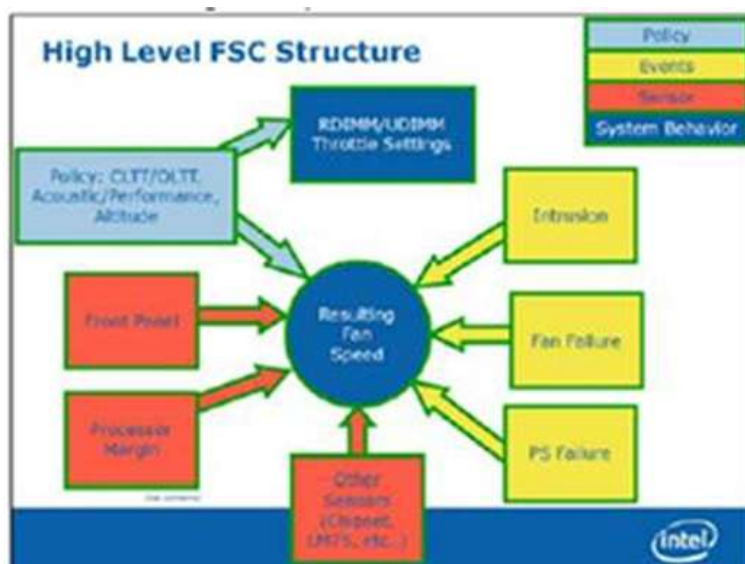 High Level FSC Structure
Policy
Events
Sensor
System Behavior
RDIMM/UDIMM
Throttle Settings
Policy: CLTT/OLTT,
Acoustic/Performance,
Altitude
Intrusion
Front Panel
Resulting
Fan
Speed
Fan Failure
Processor
Margin
PS Failure
Other
Sensors
(Chipset,
LM75, etc..)
intel